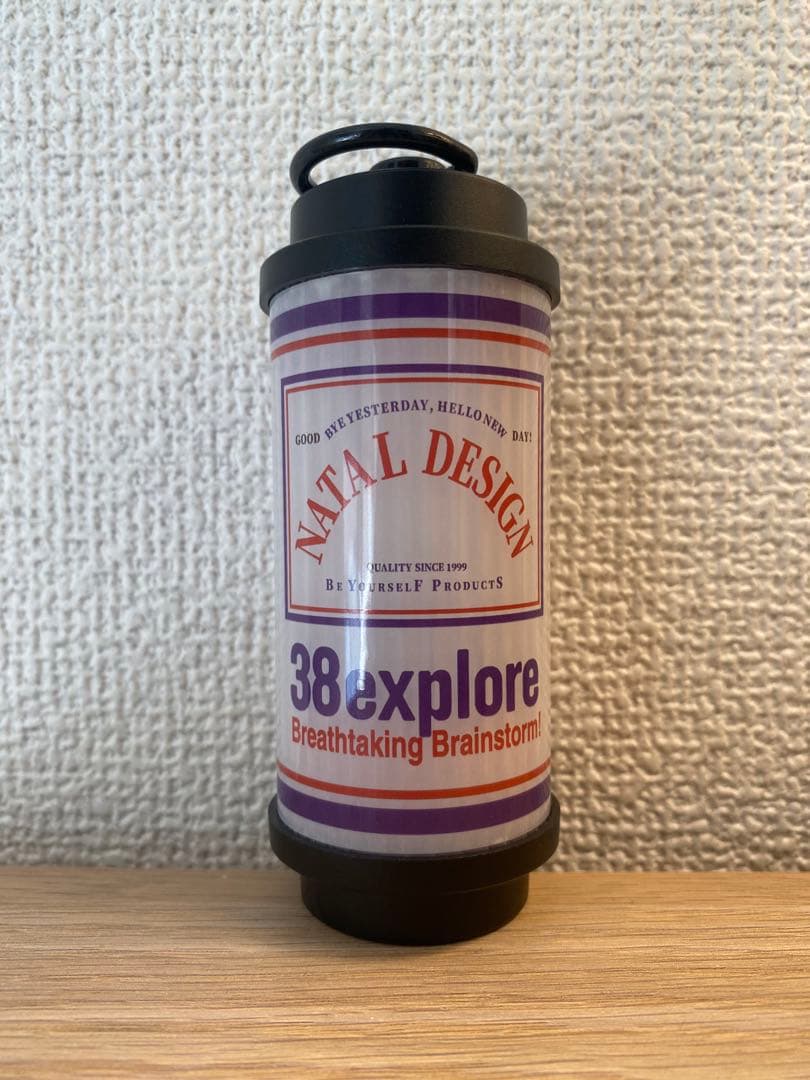 GOOD BYE YESTERDAY, HELLO NEW DAY!
NATAL DESIGN
QUALITY SINCE 1999
BE YOURSELF PRODUCTS
38explore
Breathtaking Brainstorm!